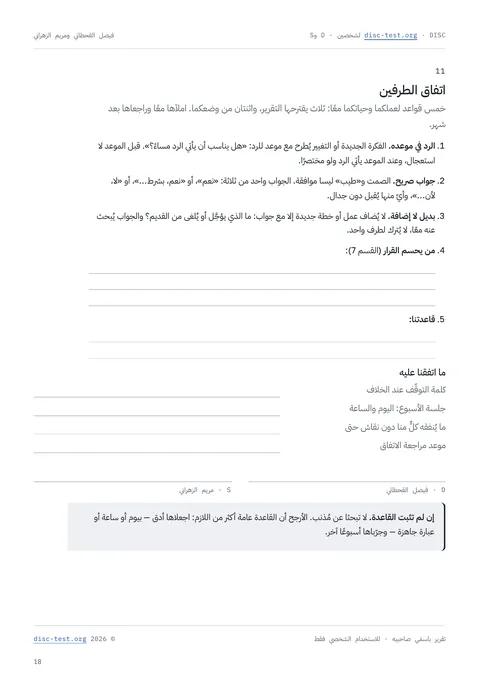 DISC · disc-test.org لشخصين · D وS
فيصل القحطاني ومريم الزهراني
11
اتفاق الطرفين
خمس قواعد لعملكما وحياتكما معًا: ثلاث يقترحها التقرير، واثنتان من وضعكما. املآها معًا وراجعاها بعد
شهر.
1. الرد في موعده. الفكرة الجديدة أو التغيير يُطرح مع موعد للرد: «هل يناسب أن يأتي الرد مساءً؟». قبل الموعد لا
استعجال، وعند الموعد يأتي الرد ولو مختصرًا.
2. جواب صريح. الصمت و«طيب» ليسا موافقة. الجواب واحد من ثلاثة: «نعم»، أو «نعم، بشرط...»، أو «لا،
لأن...»، وأيٌّ منها يُقبل دون جدال.
3. بديل لا إضافة. لا يُضاف عمل أو خطة جديدة إلا مع جواب: ما الذي يؤجَّل أو يُلغى من القديم؟ والجواب يُبحث
عنه معًا، لا يُترك لطرف واحد.
4. من يحسم القرار (القسم 7):
5. قاعدتنا:
ما اتفقنا عليه
كلمة التوقّف عند الخلاف
جلسة الأسبوع: اليوم والساعة
ما يُنفقه كلٌّ منا دون نقاش حتى
موعد مراجعة الاتفاق
D · فيصل القحطاني
S · مريم الزهراني
إن لم تثبت القاعدة. لا تبحثا عن مُذنب. الأرجح أن القاعدة عامة أكثر من اللازم: اجعلاها أدق — بيوم أو ساعة أو
عبارة جاهزة — وجرّباها أسبوعًا آخر.
تقرير باسمَي صاحبيه · للاستخدام الشخصي فقط
© 2026 disc-test.org
18